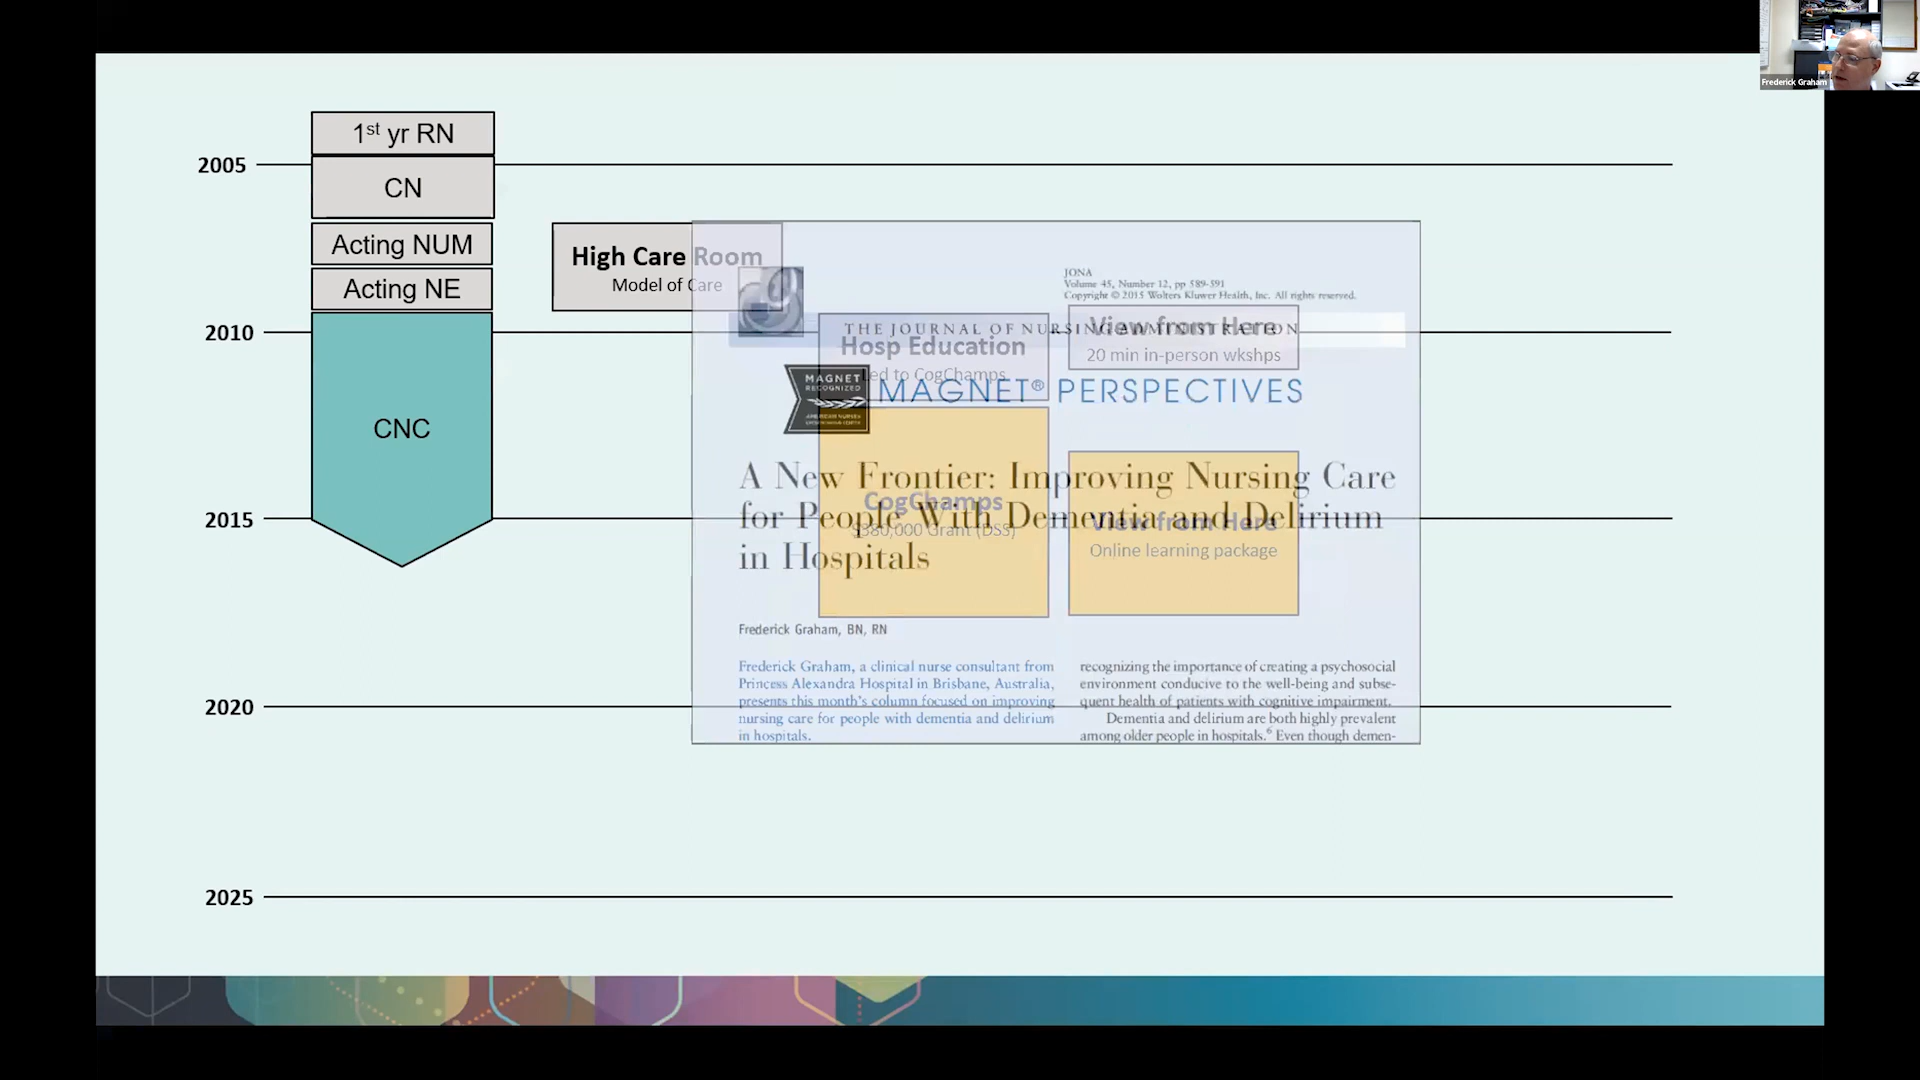 Frederick Graham
1st yr RN
2005
CN
Acting NUM
Acting NE
High Care Room
Model of Care
2010
CNC
2015
2020
2025
JONA
Volume 45, Number 12, pp 589-591
Copyright © 2015 Wolters Kluwer Health, Inc. All rights reserved.
THE JOURNAL OF NURSING ADMINISTRATION
Hosp Education
Led to CogChamps
View from Here
20 min in-person wkshps
MAGNET
RECOGNIZED
AMERICAN NURSES
CREDENTIALING CENTER
MAGNET® PERSPECTIVES
A New Frontier: Improving Nursing Care
for People With Dementia and Delirium
in Hospitals
CogChamps
$380,000 Grant (DSS)
View from Here
Online learning package
Frederick Graham, BN, RN
Frederick Graham, a clinical nurse consultant from
Princess Alexandra Hospital in Brisbane, Australia,
presents this month's column focused on improving
nursing care for people with dementia and delirium
in hospitals.
recognizing the importance of creating a psychosocial
environment conducive to the well-being and subse-
quent health of patients with cognitive impairment.
Dementia and delirium are both highly prevalent
among older people in hospitals.6 Even though demen-